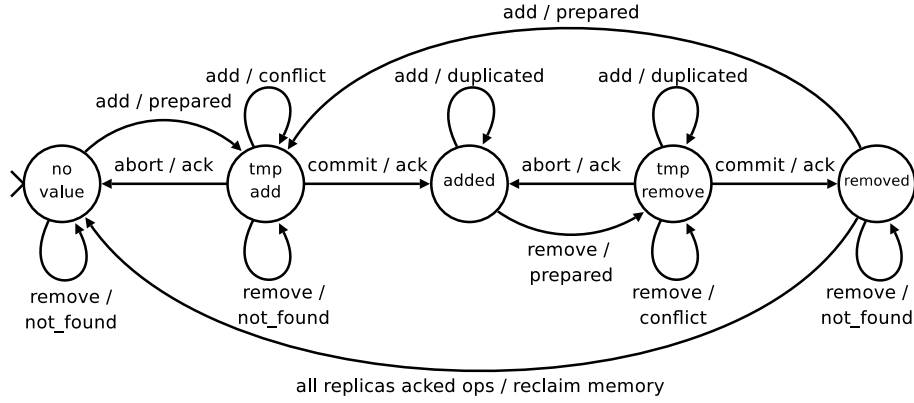 add / prepared
add / conflict
add / duplicated
add / duplicated
add / prepared
no
value
abort / ack
tmp
add
commit / ack
added
abort / ack
tmp
remove
commit / ack
removed
remove /
prepared
remove /
not_found
remove /
not_found
remove /
conflict
remove /
not_found
all replicas acked ops / reclaim memory